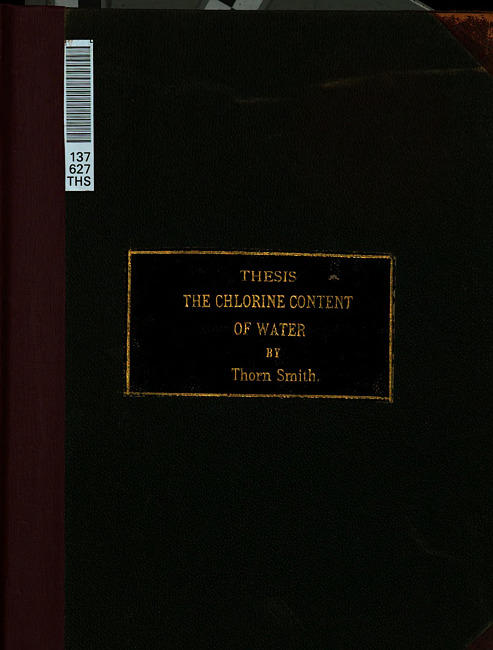 137
627
THS
THESIS
THE CHLORINE CONTENT
OF WATER
BY
Thorn Smith.